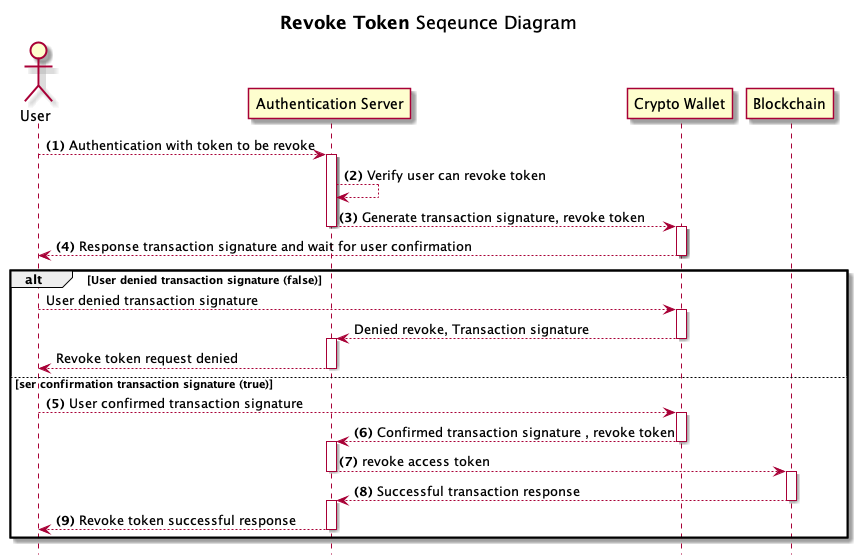 Revoke Token Seqeunce Diagram
User
Authentication Server
Crypto Wallet
Blockchain
(1) Authentication with token to be revoke
(2) Verify user can revoke token
(3) Generate transaction signature, revoke token
(4) Response transaction signature and wait for user confirmation
alt
[User denied transaction signature (false)]
User denied transaction signature
Denied revoke, Transaction signature
Revoke token request denied
[ser confirmation transaction signature (true)]
(5) User confirmed transaction signature
(6) Confirmed transaction signature , revoke token
(7) revoke access token
(8) Successful transaction response
(9) Revoke token successful response